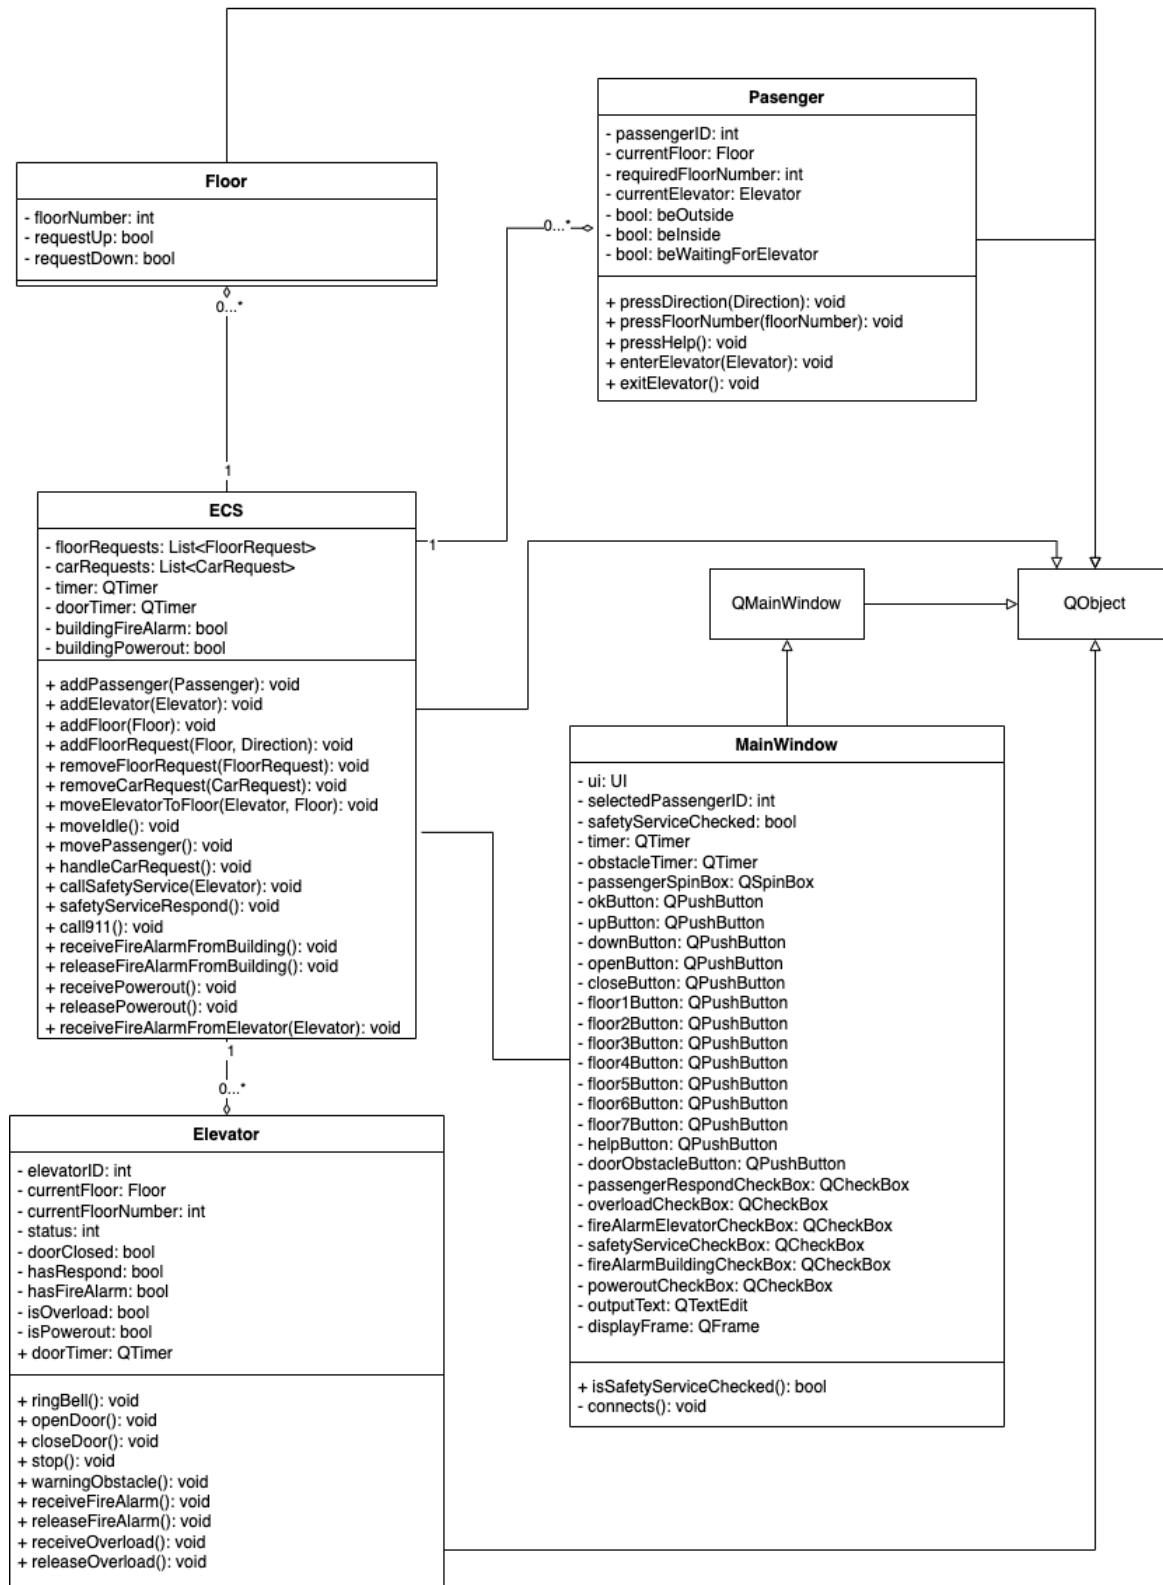 Pasenger
- passengerID: int
- currentFloor: Floor
- requiredFloorNumber: int
- currentElevator: Elevator
- bool: beOutside
- bool: beInside
- bool: beWaitingForElevator
+ pressDirection(Direction): void
+ pressFloorNumber(floorNumber): void
+ pressHelp(): void
+ enterElevator(Elevator): void
+ exitElevator(): void
Floor
- floorNumber: int
- requestUp: bool
- requestDown: bool
0...*
0...*
1
1
ECS
- floorRequests: List<FloorRequest>
- carRequests: List<CarRequest>
- timer: QTimer
- doorTimer: QTimer
- buildingFireAlarm: bool
- buildingPowerout: bool
+ addPassenger(Passenger): void
+ addElevator(Elevator): void
+ addFloor(Floor): void
+ addFloorRequest(Floor, Direction): void
+ removeFloorRequest(FloorRequest): void
+ removeCarRequest(CarRequest): void
+ moveElevatorToFloor(Elevator, Floor): void
+ moveIdle(): void
+ movePassenger(): void
+ handleCarRequest(): void
+ callSafetyService(Elevator): void
+ safetyServiceRespond(): void
+ call911(): void
+ receiveFireAlarmFromBuilding(): void
+ releaseFireAlarmFromBuilding(): void
+ receivePowerout(): void
+ releasePowerout(): void
+ receiveFireAlarmFromElevator(Elevator): void
QMainWindow
QObject
MainWindow
- ui: UI
- selectedPassengerID: int
- safetyServiceChecked: bool
- timer: QTimer
- obstacleTimer: QTimer
- passengerSpinBox: QSpinBox
- okButton: QPushButton
- upButton: QPushButton
- downButton: QPushButton
- openButton: QPushButton
- closeButton: QPushButton
- floor1Button: QPushButton
- floor2Button: QPushButton
- floor3Button: QPushButton
- floor4Button: QPushButton
- floor5Button: QPushButton
- floor6Button: QPushButton
- floor7Button: QPushButton
- helpButton: QPushButton
- doorObstacleButton: QPushButton
- passengerRespondCheckBox: QCheckBox
- overloadCheckBox: QCheckBox
- fireAlarmElevatorCheckBox: QCheckBox
- safetyServiceCheckBox: QCheckBox
- fireAlarmBuildingCheckBox: QCheckBox
- poweroutCheckBox: QCheckBox
- outputText: QTextEdit
- displayFrame: QFrame
+ isSafetyServiceChecked(): bool
- connects(): void
1
0...*
Elevator
- elevatorID: int
- currentFloor: Floor
- currentFloorNumber: int
- status: int
- doorClosed: bool
- hasRespond: bool
- hasFireAlarm: bool
- isOverload: bool
- isPowerout: bool
+ doorTimer: QTimer
+ ringBell(): void
+ openDoor(): void
+ closeDoor(): void
+ stop(): void
+ warningObstacle(): void
+ receiveFireAlarm(): void
+ releaseFireAlarm(): void
+ receiveOverload(): void
+ releaseOverload(): void